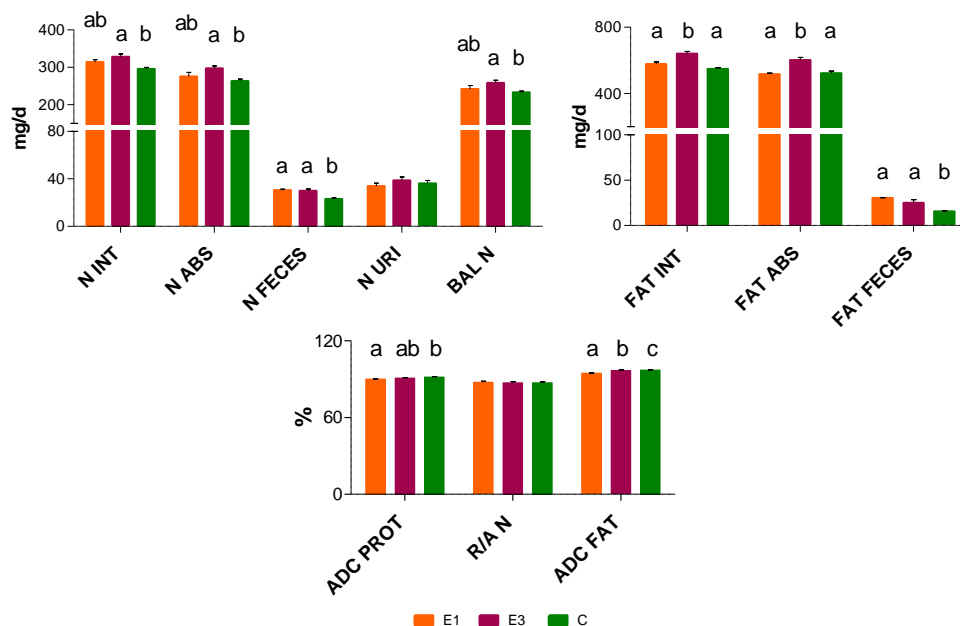 ab a b ab a b
ab a b
a a b
mg/d
400
300
200
80
40
0
N INT
N ABS
N FECES
N URI
BAL N
a b a a b a
a a b
mg/d
800
400
100
50
0
FAT INT
FAT ABS
FAT FECES
a ab b a b c
%
120
60
0
ADC PROT
R/A N
ADC FAT
E1 E3 C